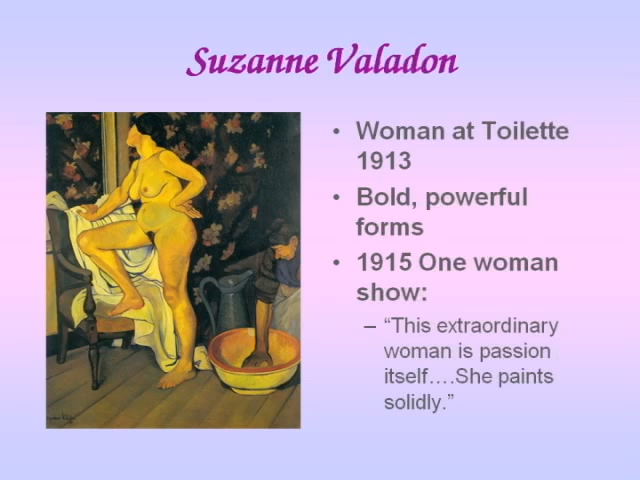 Suzanne Valadon
• Woman at Toilette
1913
• Bold, powerful
forms
• 1915 One woman
show:
– “This extraordinary
woman is passion
itself….She paints
solidly.”